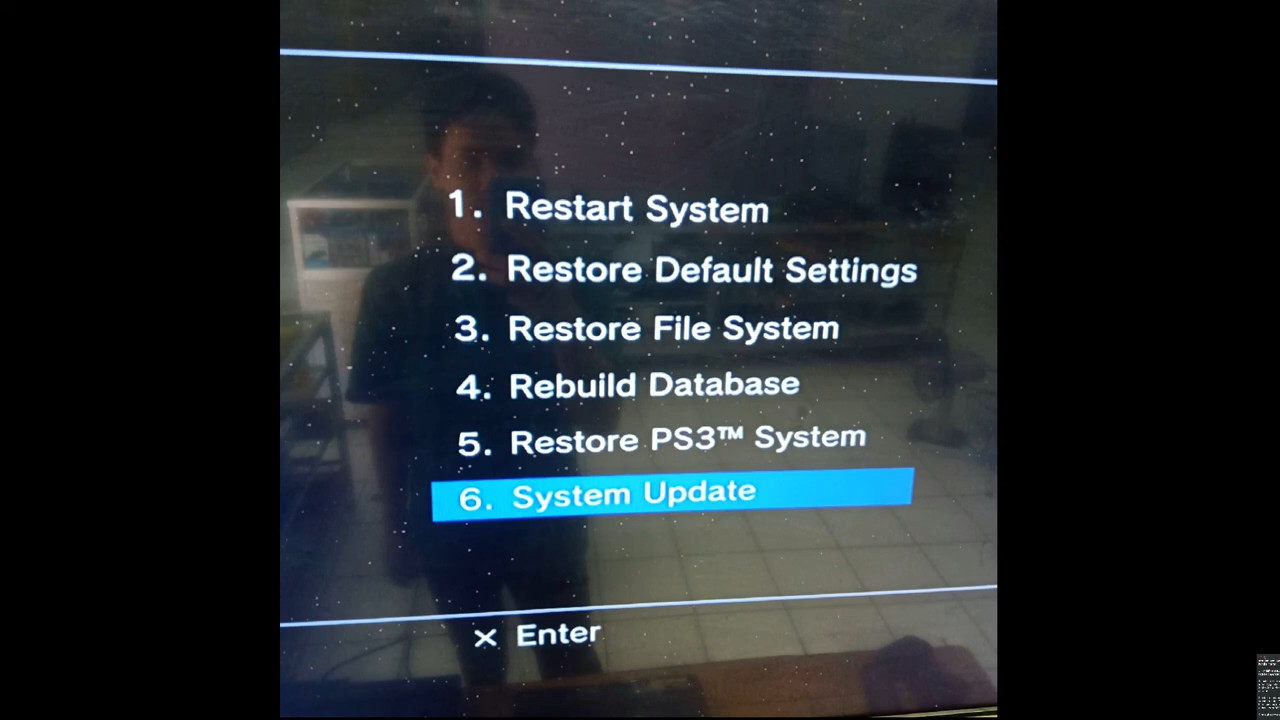 1. Restart System
2. Restore Default Settings
3. Restore File System
4. Rebuild Database
5. Restore PS3™ System
6. System Update
✕ Enter